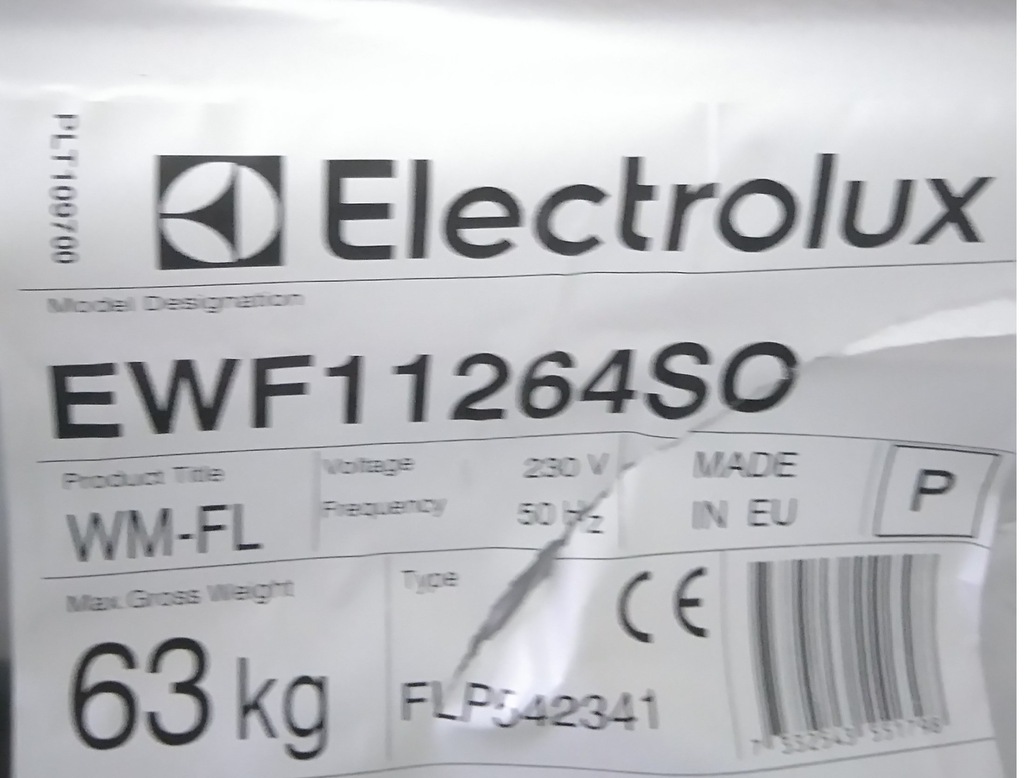 PLT109700
Electrolux
Model Designation
EWF11264SO
Product Title
WM-FL
Voltage 230 V
Frequency 50 Hz
MADE
IN EU
P
Max.Gross Weight
63 kg
Type
FLP542341
CE